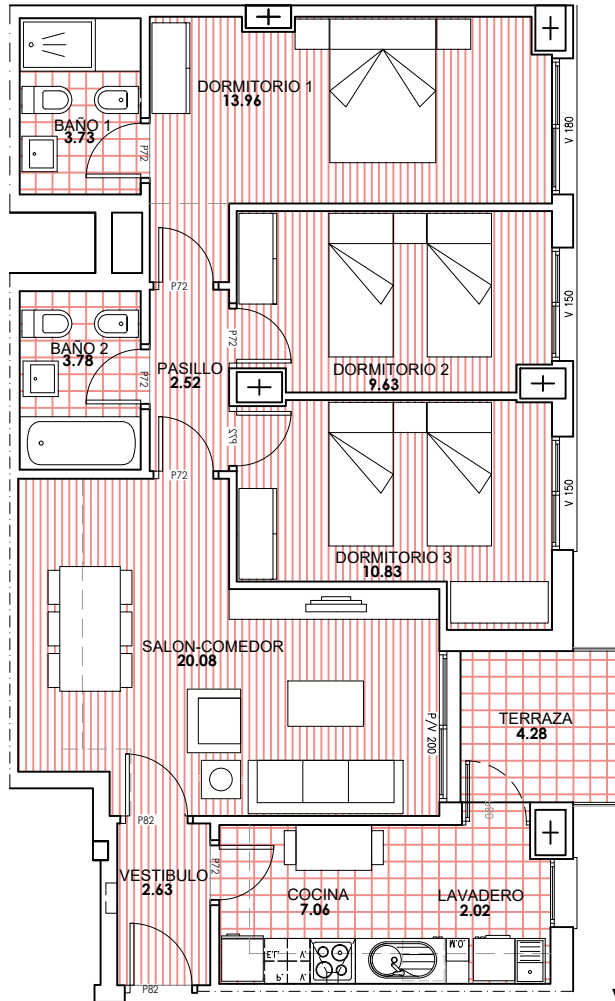 DORMITORIO 1
13.96
BAÑO 1
3.73
P72
V 180
P72
BAÑO 2
3.78
P72
PASILLO
2.52
P72
DORMITORIO 2
9.63
V 150
P79
P72
DORMITORIO 3
10.83
V 150
SALON-COMEDOR
20.08
P/V 200
TERRAZA
4.28
P82
VESTIBULO
2.63
P72
COCINA
7.06
LAVADERO
2.02
L.J.
V.
P.
V.
O.M
P82